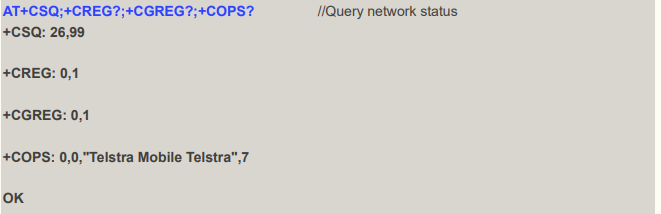 AT+CSQ;+CREG?;+CGREG?;+COPS? //Query network status
+CSQ: 26,99
+CREG: 0,1
+CGREG: 0,1
+COPS: 0,0,"Telstra Mobile Telstra",7
OK